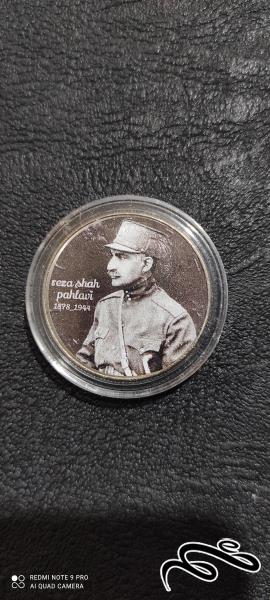 reza shah
pahlavi
1878_1944
REDMI NOTE 9 PRO
AI QUAD CAMERA